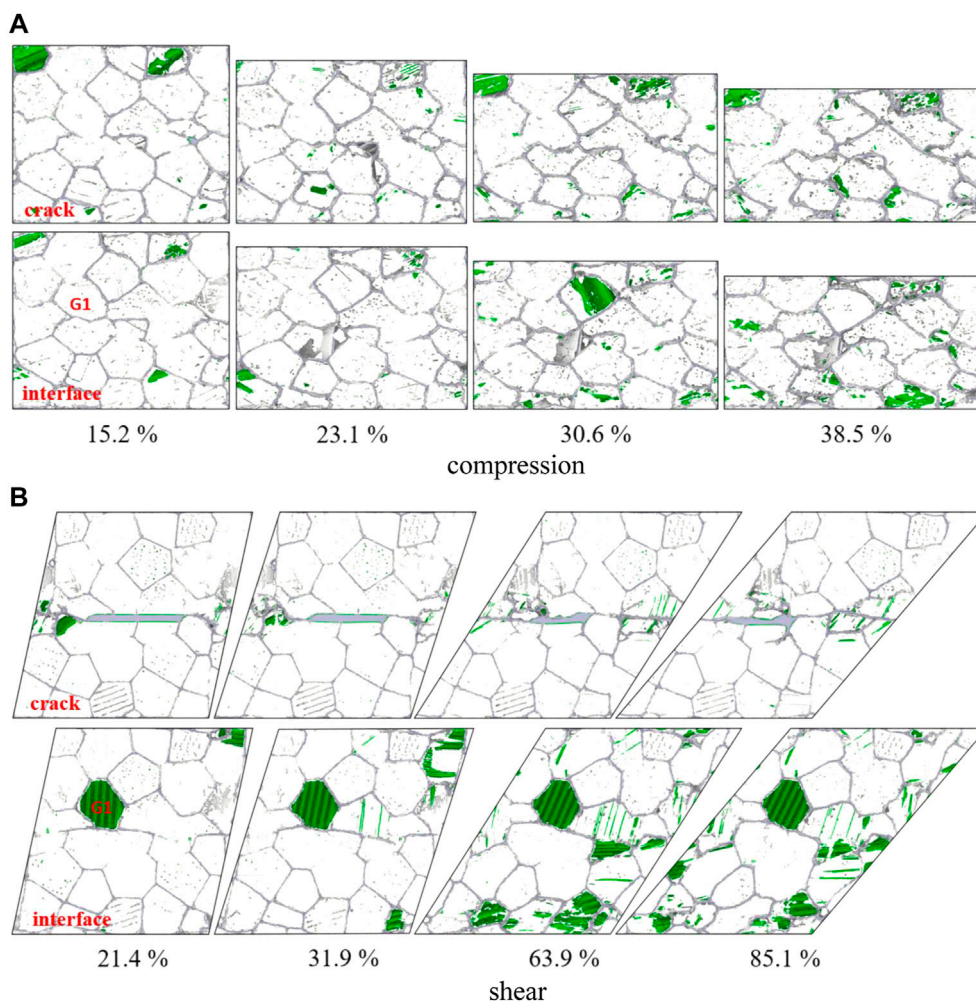 A
crack
G1
interface
15.2 %
23.1 %
30.6 %
38.5 %
compression
B
crack
G1
interface
21.4 %
31.9 %
63.9 %
85.1 %
shear